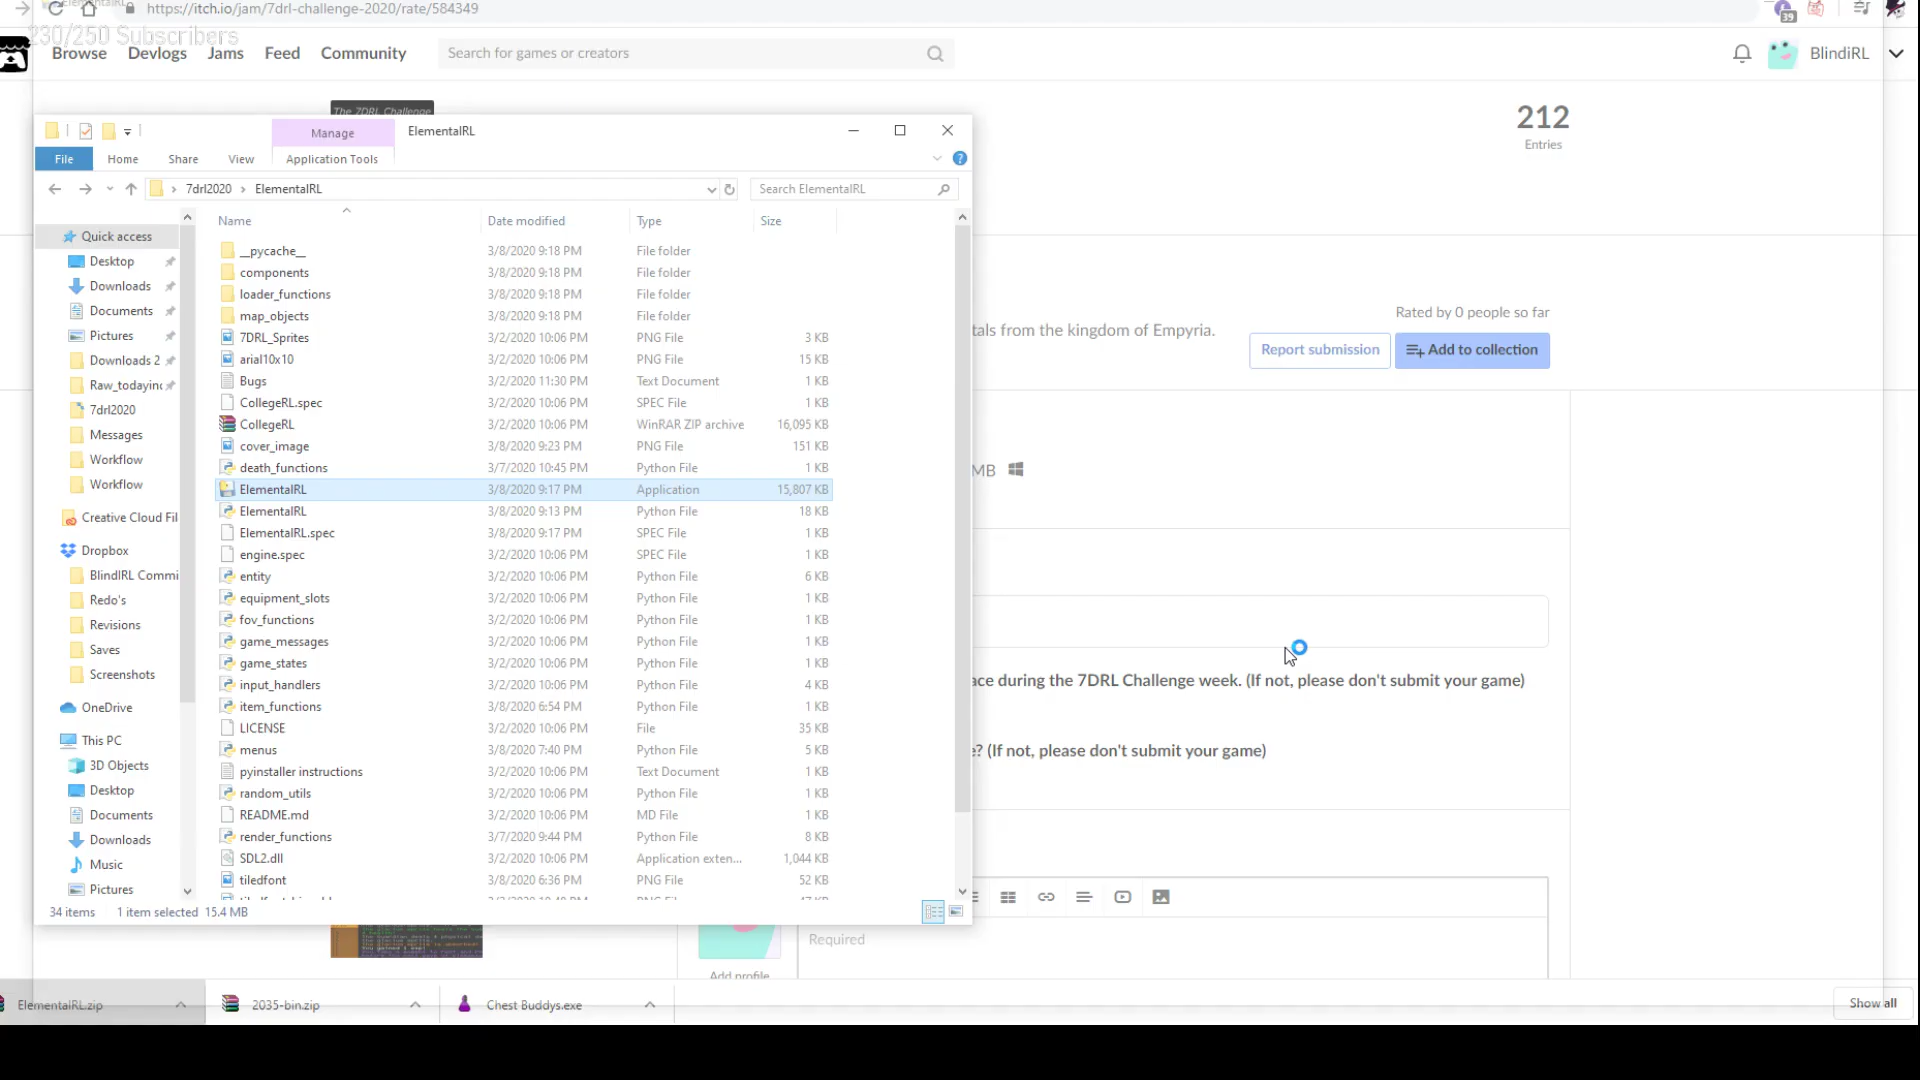 https://itch.io/jam/7drl-challenge-2020/rate/584349
39
230/250 Subscribers
Browse Devlogs Jams Feed Community
Search for games or creators
BlindiRL
The 7DRL Challenge
212
Entries
Manage ElementalRL
File Home Share View Application Tools
7drl2020 ElementalRL
Search ElementalRL
Name Date modified Type Size
Quick access
Desktop
Downloads
Documents
Pictures
Downloads 2
Raw_todayinc
7drl2020
Messages
Workflow
Workflow
Creative Cloud Fil
Dropbox
BlindIRL Commi
Redo's
Revisions
Saves
Screenshots
OneDrive
This PC
3D Objects
Desktop
Documents
Downloads
Music
Pictures
__pycache__ 3/8/2020 9:18 PM File folder
components 3/8/2020 9:18 PM File folder
loader_functions 3/8/2020 9:18 PM File folder
map_objects 3/8/2020 9:18 PM File folder
7DRL_Sprites 3/2/2020 10:06 PM PNG File 3 KB
arial10x10 3/2/2020 10:06 PM PNG File 15 KB
Bugs 3/2/2020 11:30 PM Text Document 1 KB
CollegeRL.spec 3/2/2020 10:06 PM SPEC File 1 KB
CollegeRL 3/2/2020 10:06 PM WinRAR ZIP archive 16,095 KB
cover_image 3/8/2020 9:23 PM PNG File 151 KB
death_functions 3/7/2020 10:45 PM Python File 1 KB
ElementalRL 3/8/2020 9:17 PM Application 15,807 KB
ElementalRL 3/8/2020 9:13 PM Python File 18 KB
ElementalRL.spec 3/8/2020 9:17 PM SPEC File 1 KB
engine.spec 3/2/2020 10:06 PM SPEC File 1 KB
entity 3/2/2020 10:06 PM Python File 6 KB
equipment_slots 3/2/2020 10:06 PM Python File 1 KB
fov_functions 3/2/2020 10:06 PM Python File 1 KB
game_messages 3/2/2020 10:06 PM Python File 1 KB
game_states 3/2/2020 10:06 PM Python File 1 KB
input_handlers 3/2/2020 10:06 PM Python File 4 KB
item_functions 3/8/2020 6:54 PM Python File 1 KB
LICENSE 3/2/2020 10:06 PM File 35 KB
menus 3/8/2020 7:40 PM Python File 5 KB
pyinstaller instructions 3/2/2020 10:06 PM Text Document 1 KB
random_utils 3/2/2020 10:06 PM Python File 1 KB
README.md 3/2/2020 10:06 PM MD File 1 KB
render_functions 3/7/2020 9:44 PM Python File 8 KB
SDL2.dll 3/2/2020 10:06 PM Application exten... 1,044 KB
tiledfont 3/8/2020 6:36 PM PNG File 52 KB
34 items 1 item selected 15.4 MB
Rated by 0 people so far
tals from the kingdom of Empyria.
Report submission Add to collection
MB
ace during the 7DRL Challenge week. (If not, please don't submit your game)
e? (If not, please don't submit your game)
Required
Add profile
ElementalRL.zip 2035-bin.zip Chest Buddys.exe Show all